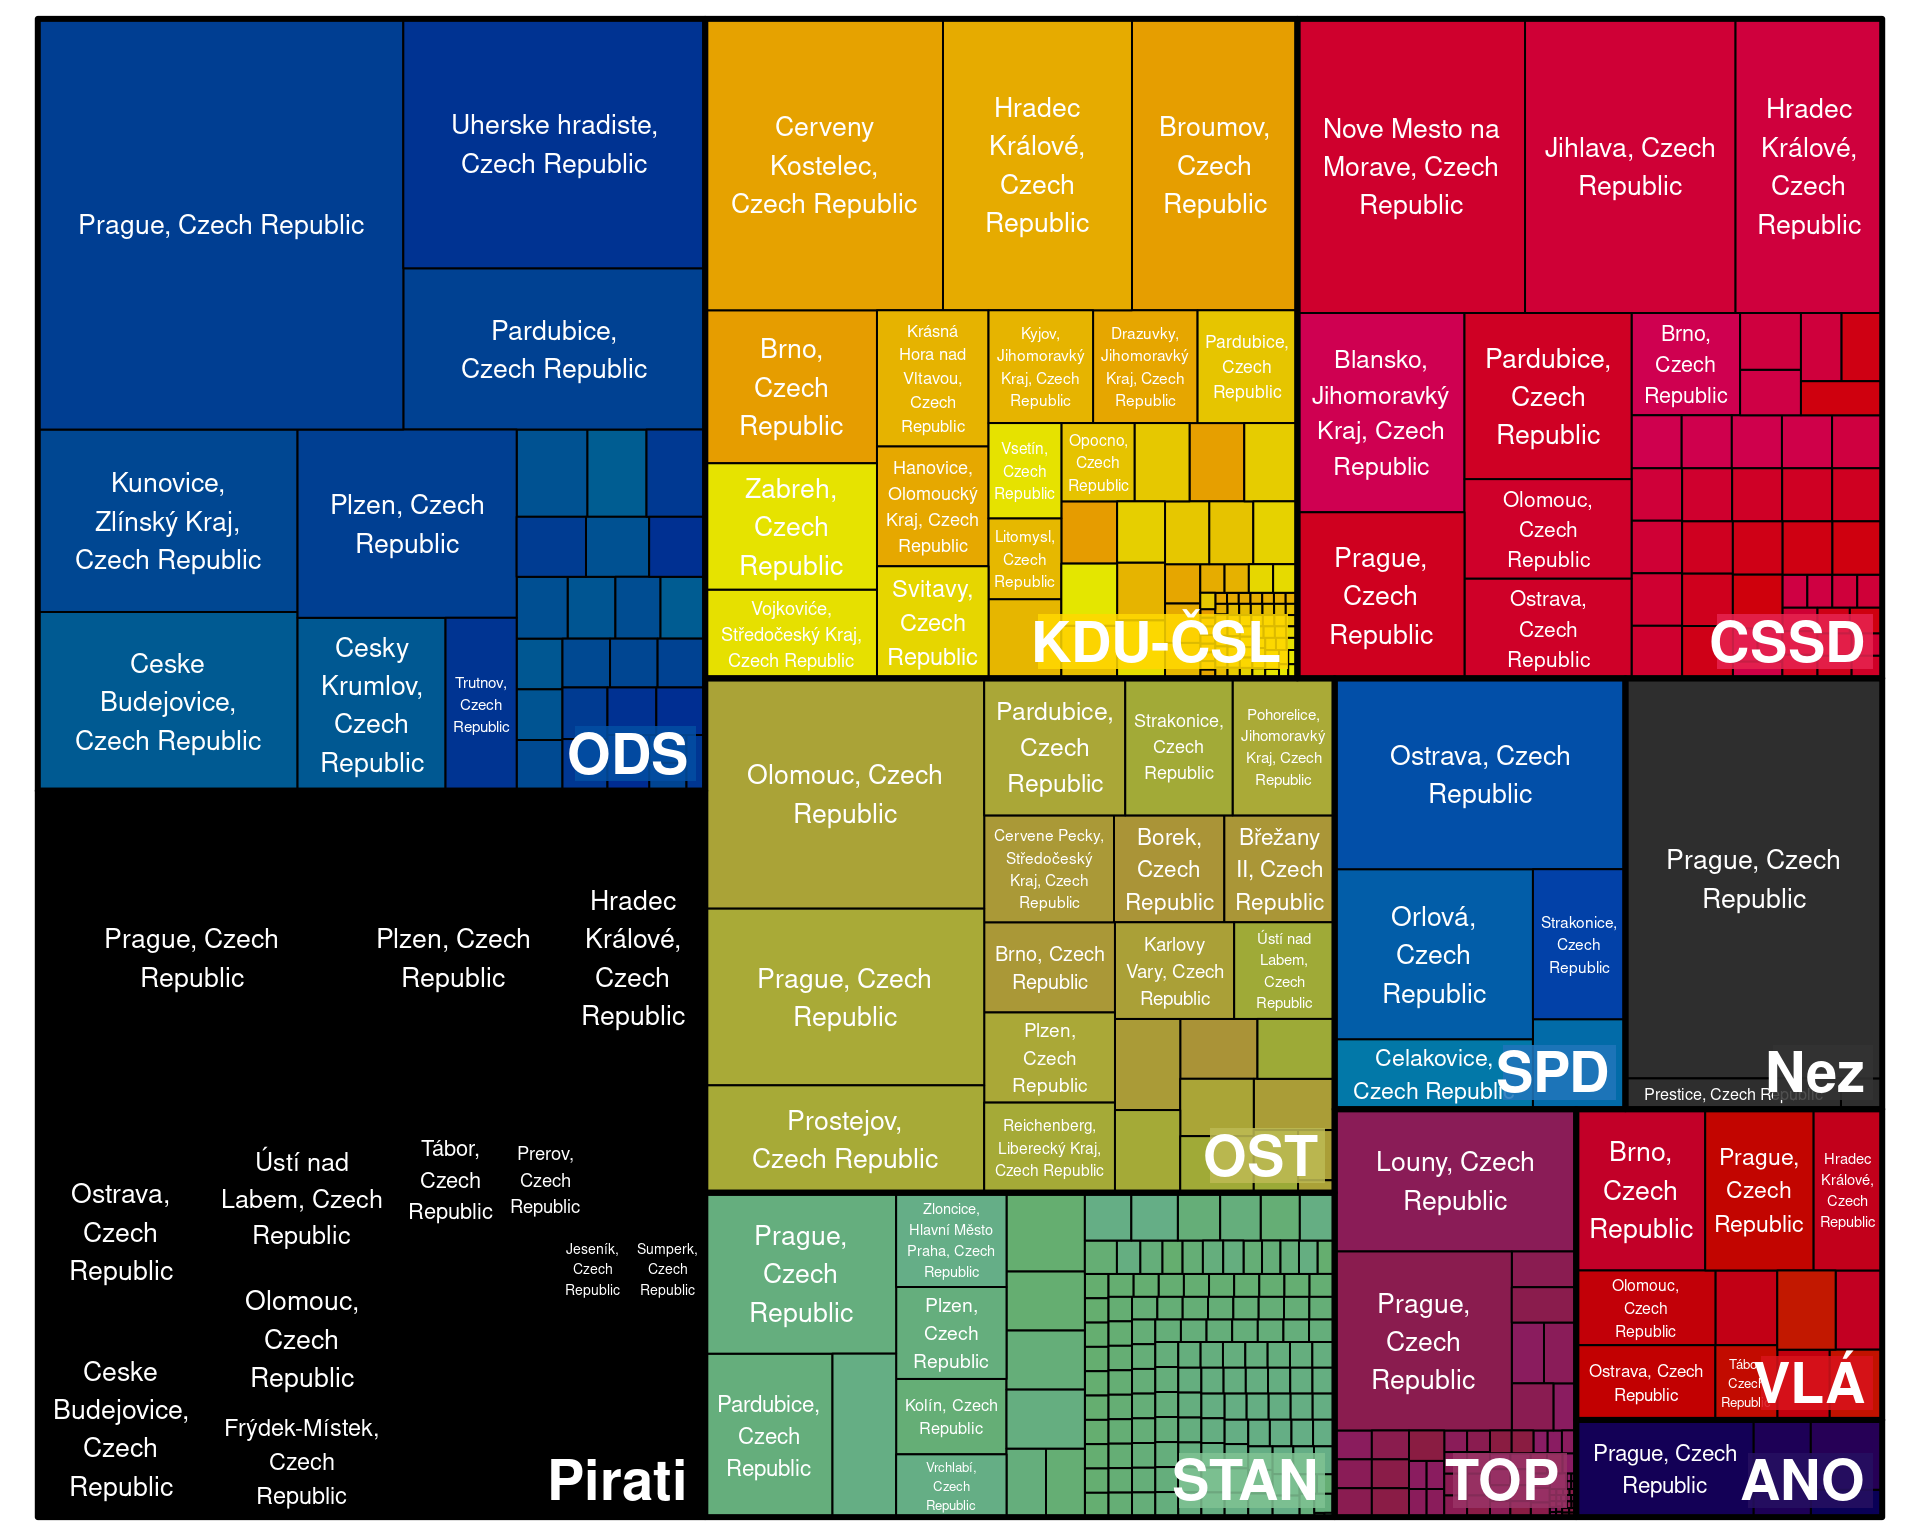 Prague, Czech Republic
Uherske hradiste,
Czech Republic
Pardubice,
Czech Republic
Kunovice,
Zlínský Kraj,
Czech Republic
Plzen, Czech
Republic
Ceske
Budejovice,
Czech Republic
Cesky
Krumlov,
Czech
Republic
Trutnov,
Czech
Republic
ODS
Cerveny
Kostelec,
Czech Republic
Hradec
Králové,
Czech
Republic
Broumov,
Czech
Republic
Brno,
Czech
Republic
Krásná
Hora nad
Vltavou,
Czech
Republic
Kyjov,
Jihomoravký
Kraj, Czech
Republic
Drazuvky,
Jihomoravký
Kraj, Czech
Republic
Pardubice,
Czech
Republic
Zabreh,
Czech
Republic
Hanovice,
Olomoucký
Kraj, Czech
Republic
Vsetín,
Czech
Republic
Opocno,
Czech
Republic
Litomysl,
Czech
Republic
Vojkoviće,
Středočeský Kraj,
Czech Republic
Svitavy,
Czech
Republic
KDU-ČSL
Nove Mesto na
Morave, Czech
Republic
Jihlava, Czech
Republic
Hradec
Králové,
Czech
Republic
Blansko,
Jihomoravký
Kraj, Czech
Republic
Pardubice,
Czech
Republic
Brno,
Czech
Republic
Prague,
Czech
Republic
Olomouc,
Czech
Republic
Ostrava,
Czech
Republic
CSSD
Prague, Czech
Republic
Plzen, Czech
Republic
Hradec
Králové,
Czech
Republic
Ostrava,
Czech
Republic
Ústí nad
Labem, Czech
Republic
Tábor,
Czech
Republic
Prerov,
Czech
Republic
Jeseník,
Czech
Republic
Sumperk,
Czech
Republic
Olomouc,
Czech
Republic
Ceske
Budejovice,
Czech
Republic
Frýdek-Místek,
Czech
Republic
Pirati
Olomouc, Czech
Republic
Pardubice,
Czech
Republic
Strakonice,
Czech
Republic
Pohorelice,
Jihomoravký
Kraj, Czech
Republic
Cervene Pecky,
Středočeský
Kraj, Czech
Republic
Borek,
Czech
Republic
Břežany
II, Czech
Republic
Prague, Czech
Republic
Brno, Czech
Republic
Karlovy
Vary, Czech
Republic
Ústí nad
Labem,
Czech
Republic
Plzen,
Czech
Republic
Prostejov,
Czech Republic
Reichenberg,
Liberecký Kraj,
Czech Republic
OST
Ostrava, Czech
Republic
Orlová,
Czech
Republic
Strakonice,
Czech
Republic
Celakovice,
Czech Republic
SPD
Prague, Czech
Republic
Prestice, Czech Republic
Nez
Prague,
Czech
Republic
Zloncice,
Hlavní Město
Praha, Czech
Republic
Plzen,
Czech
Republic
Pardubice,
Czech
Republic
Kolín, Czech
Republic
Vrchlabí,
Czech
Republic
STAN
Louny, Czech
Republic
Prague,
Czech
Republic
TOP
Brno,
Czech
Republic
Prague,
Czech
Republic
Hradec
Králové,
Czech
Republic
Olomouc,
Czech
Republic
Ostrava, Czech
Republic
Tábor,
Czech
Republic
VLÁ
Prague, Czech
Republic
ANO